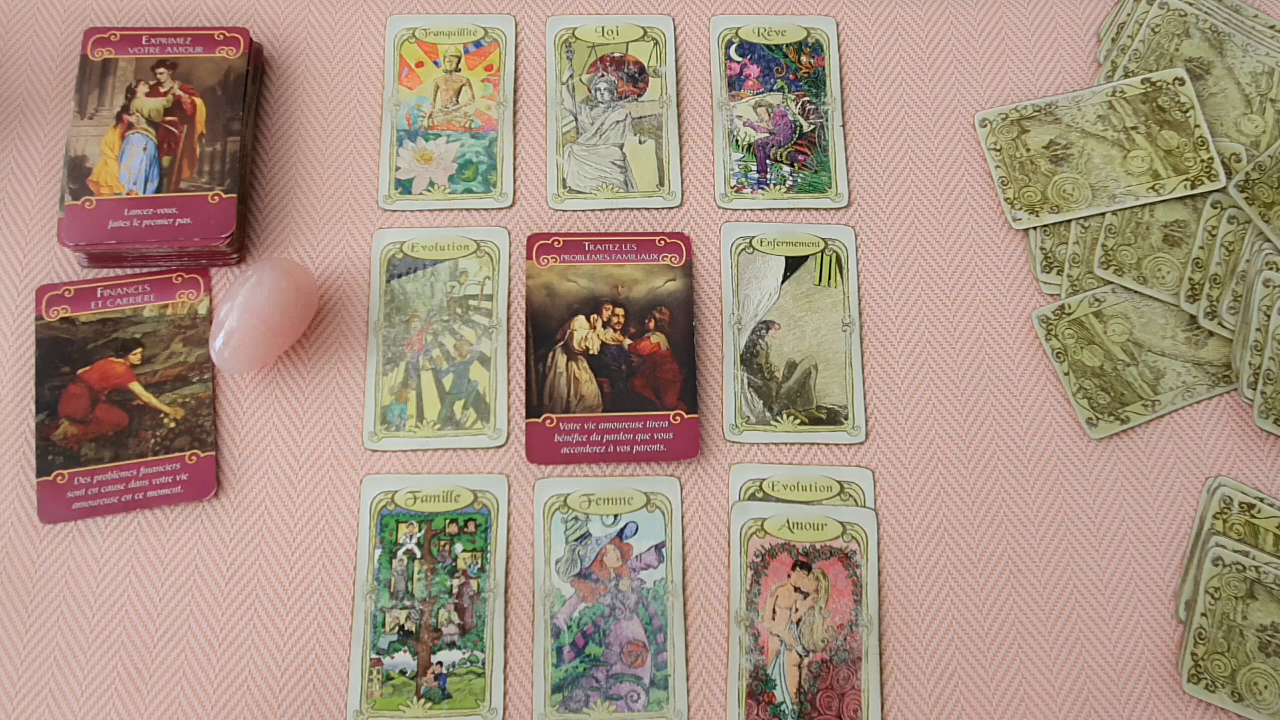 EXPRIMEZ
VOTRE AMOUR
Lancez-vous,
faites le premier pas.
FINANCES
ET CARRIÈRE
Des problèmes financiers
sont en cause dans votre vie
amoureuse en ce moment.
Tranquillité
Loi
Rêve
Evolution
TRAITEZ LES
PROBLÈMES FAMILIAUX
Votre vie amoureuse tirera
bénéfice du pardon que vous
accorderez à vos parents.
Enfermement
Famille
Femme
Evolution
Amour